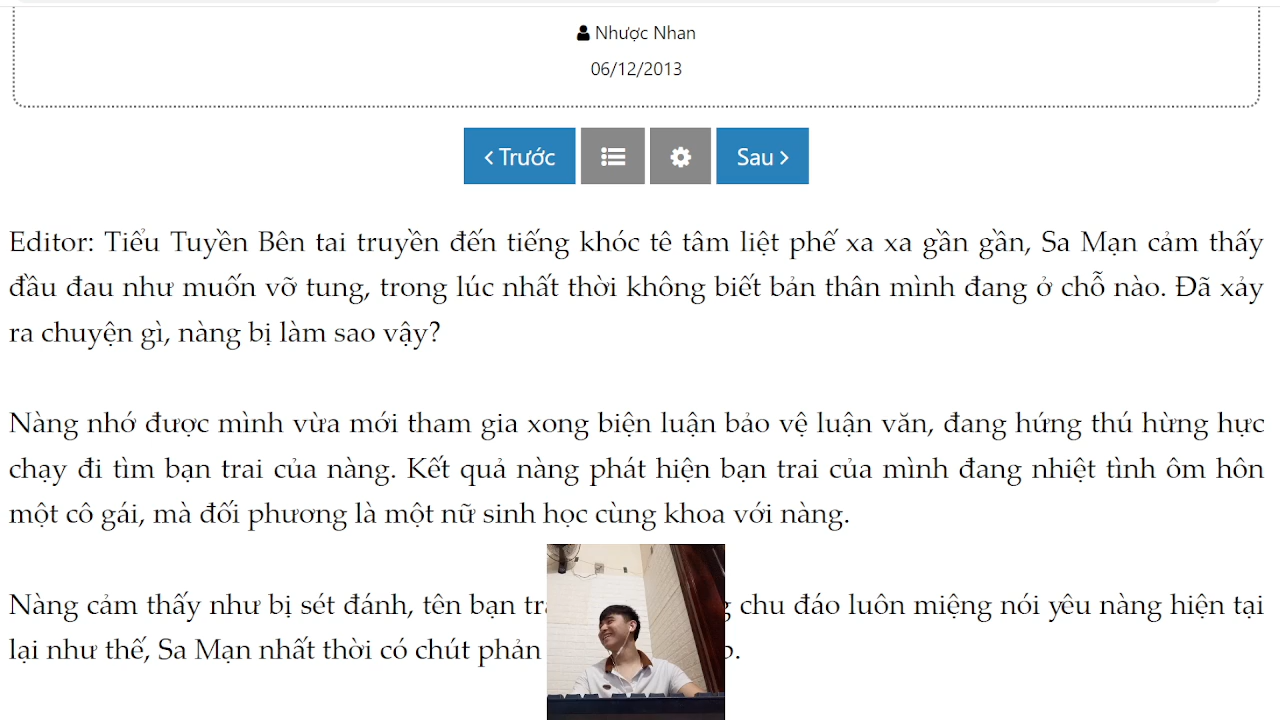 Nhược Nhan
06/12/2013
Trước
Sau
Editor: Tiểu Tuyền Bên tai truyền đến tiếng khóc tê tâm liệt phế xa xa gần gần, Sa Mạn cảm thấy
đầu đau như muốn vỡ tung, trong lúc nhất thời không biết bản thân mình đang ở chỗ nào. Đã xảy
ra chuyện gì, nàng bị làm sao vậy?
Nàng nhớ được mình vừa mới tham gia xong biện luận bảo vệ luận văn, đang hứng thú hừng hực
chạy đi tìm bạn trai của nàng. Kết quả nàng phát hiện bạn trai của mình đang nhiệt tình ôm hôn
một cô gái, mà đối phương là một nữ sinh học cùng khoa với nàng.
Nàng cảm thấy như bị sét đánh, tên bạn chu đáo luôn miệng nói yêu nàng hiện tại
lại như thế, Sa Mạn nhất thời có chút phản